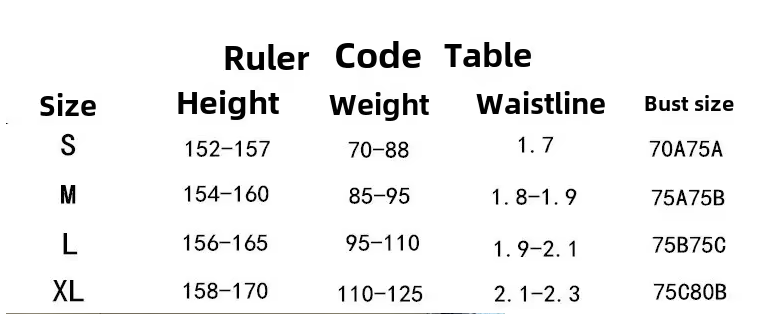 Ruler Code Table
Size Height Weight Waistline Bust size
S 152-157 70-88 1.7 70A75A
M 154-160 85-95 1.8-1.9 75A75B
L 156-165 95-110 1.9-2.1 75B75C
XL 158-170 110-125 2.1-2.3 75C80B